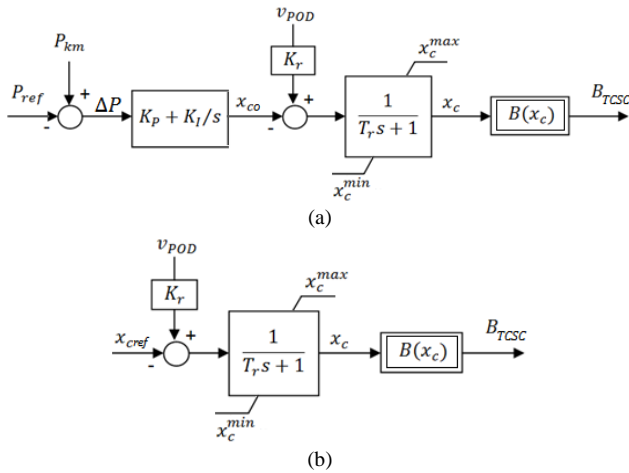 v_POD
x_c^max
P_km
K_r
P_ref
+
ΔP
K_P + K_I/s
x_co
+
1
T_r s + 1
x_c
B(x_c)
B_TCSC
-
-
x_c^min
(a)
v_POD
x_c^max
K_r
x_cref
+
1
T_r s + 1
x_c
B(x_c)
B_TCSC
-
x_c^min
(b)